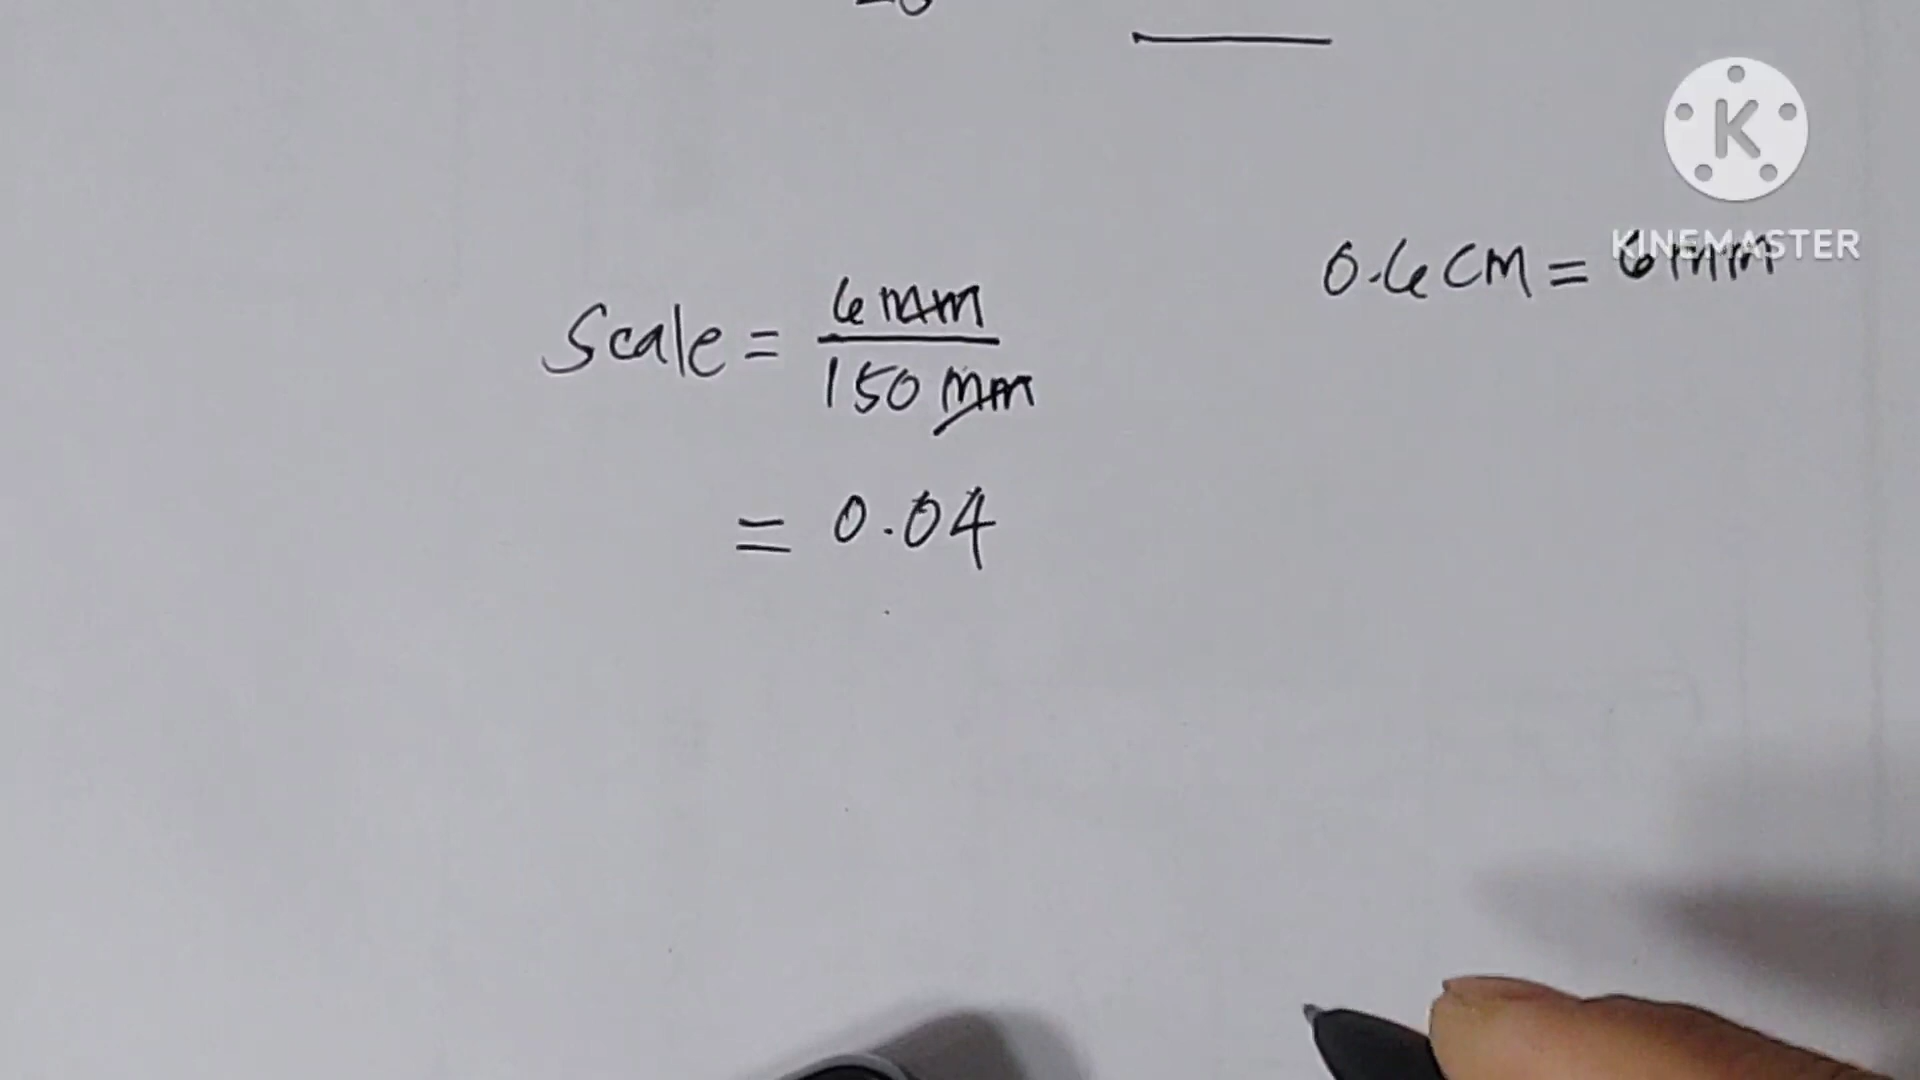 K
KINEMASTER
0.6 cm = 6 mm
Scale = 6 mm
150 mm
= 0.04